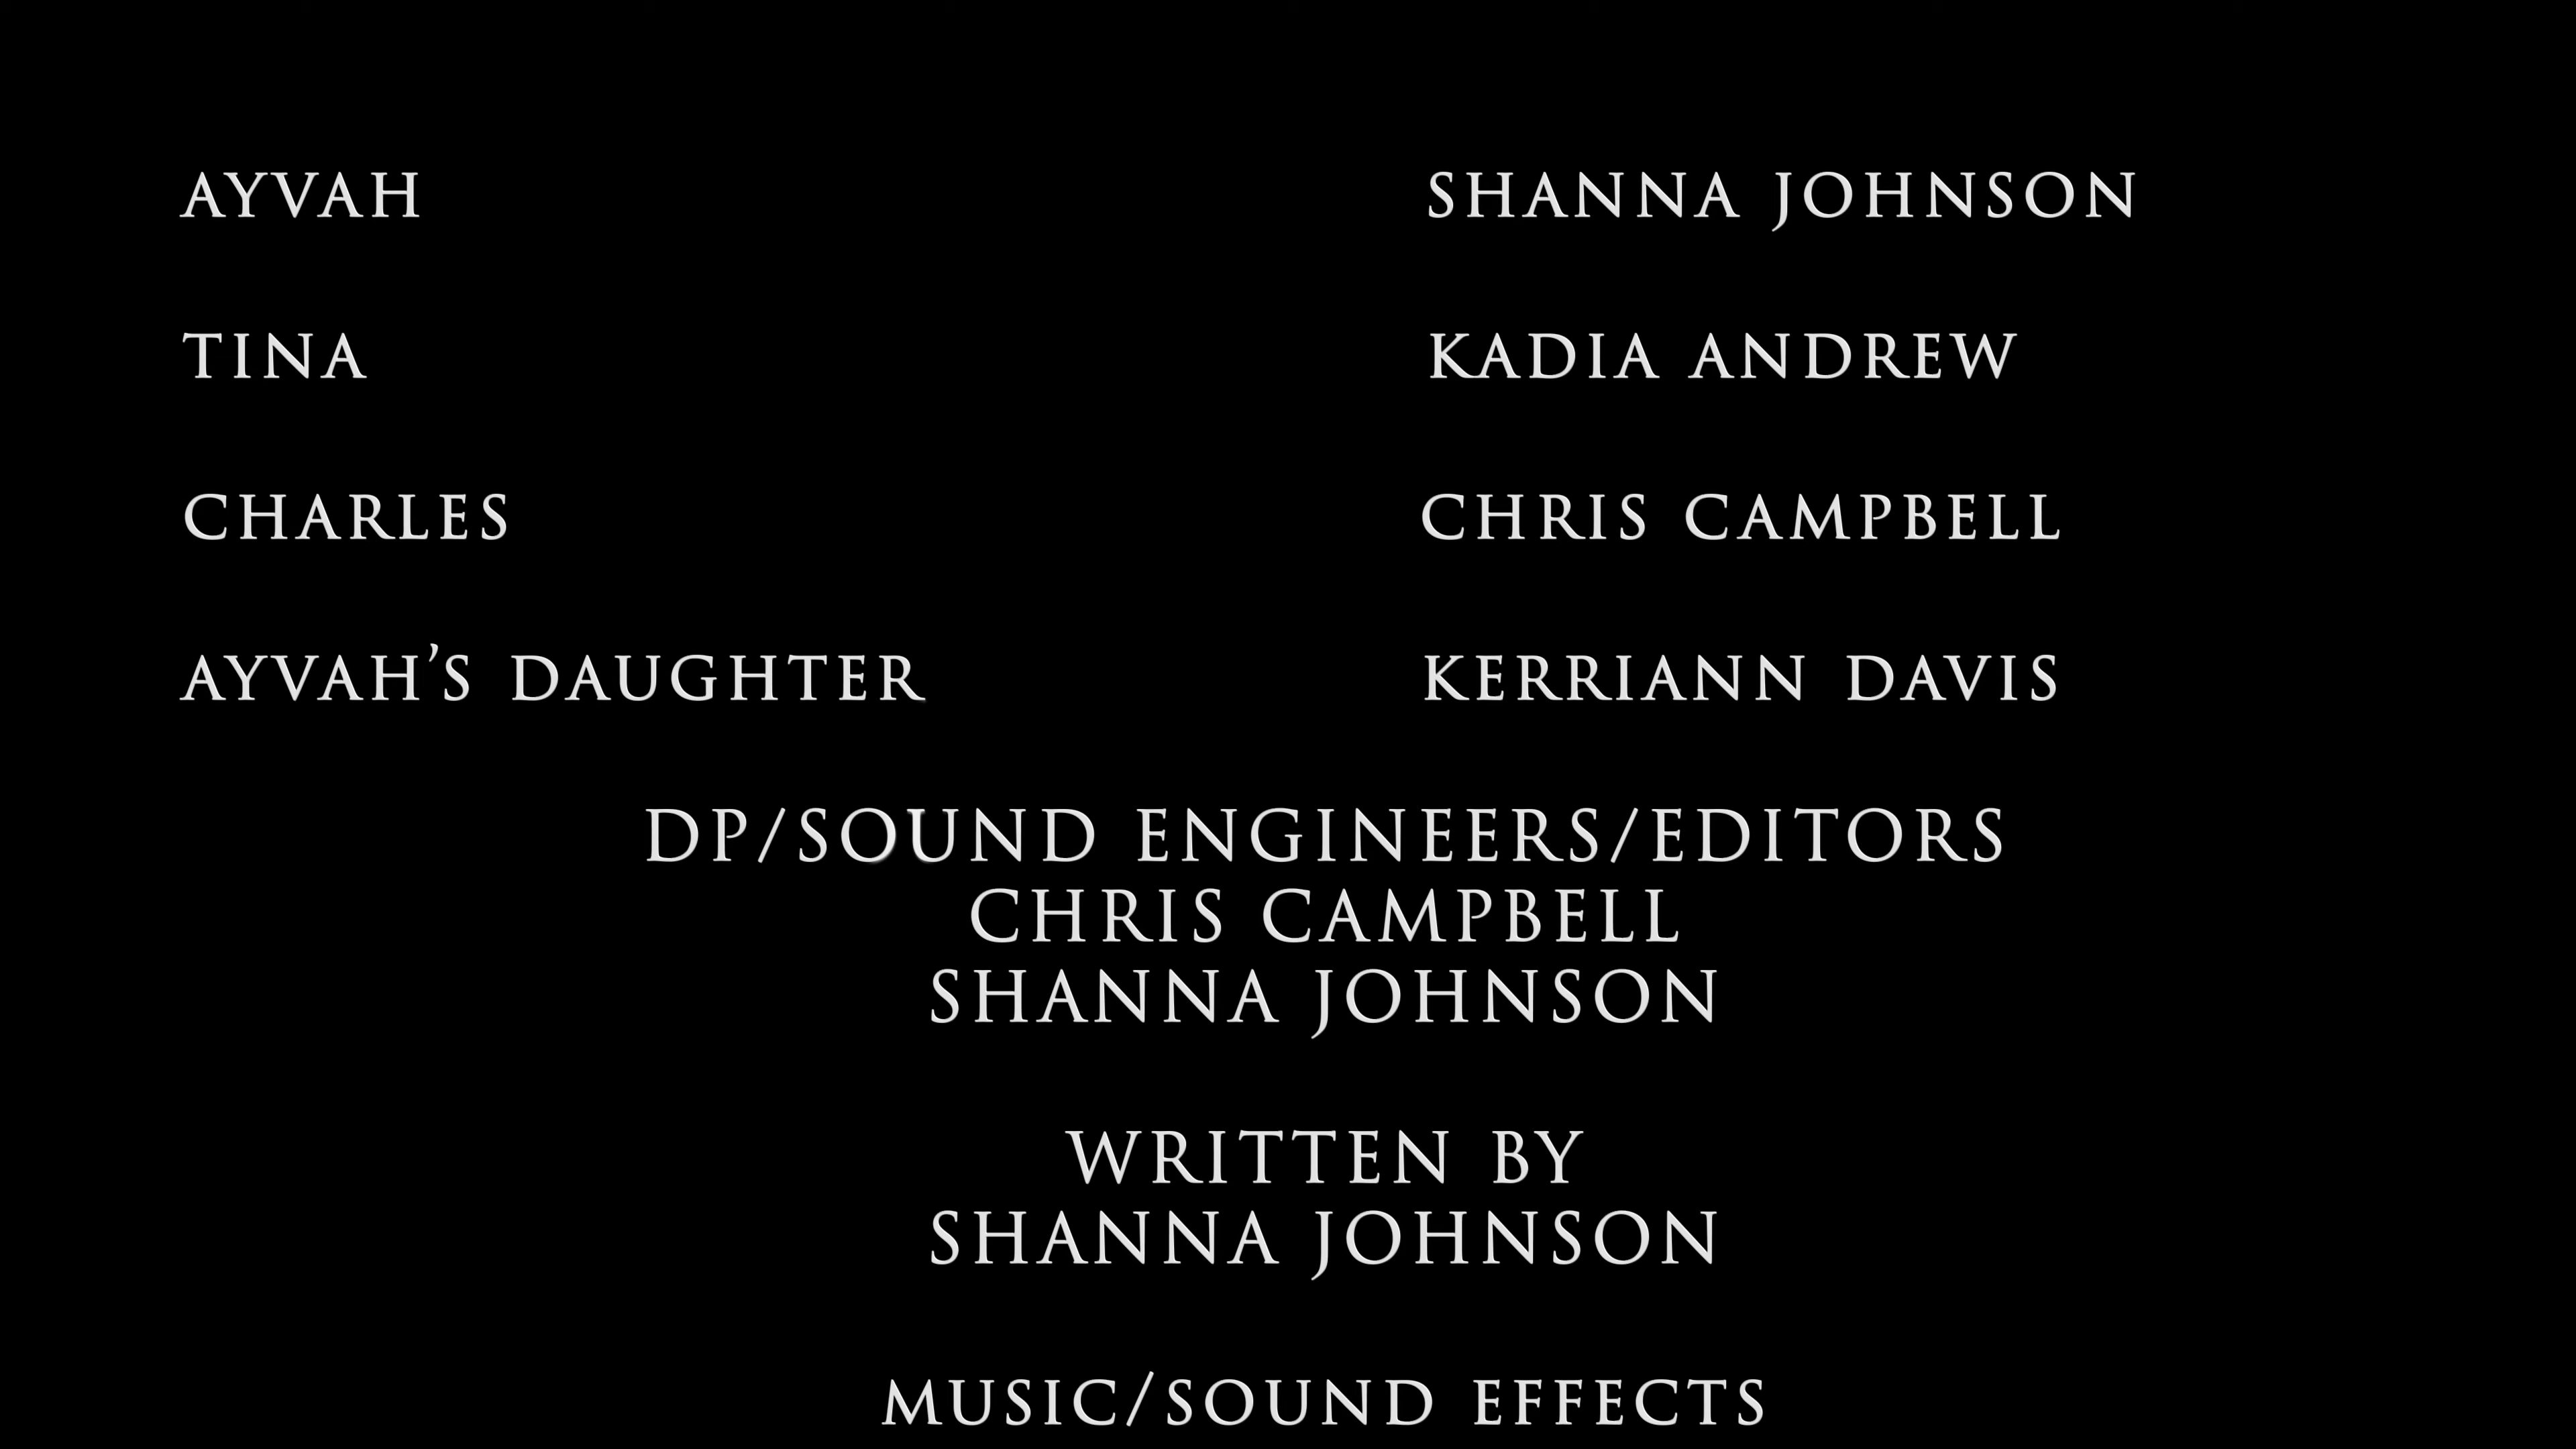 AYVAH SHANNA JOHNSON
TINA KADIA ANDREW
CHARLES CHRIS CAMPBELL
AYVAH’S DAUGHTER KERRIANN DAVIS
DP/SOUND ENGINEERS/EDITORS
CHRIS CAMPBELL
SHANNA JOHNSON
WRITTEN BY
SHANNA JOHNSON
MUSIC/SOUND EFFECTS